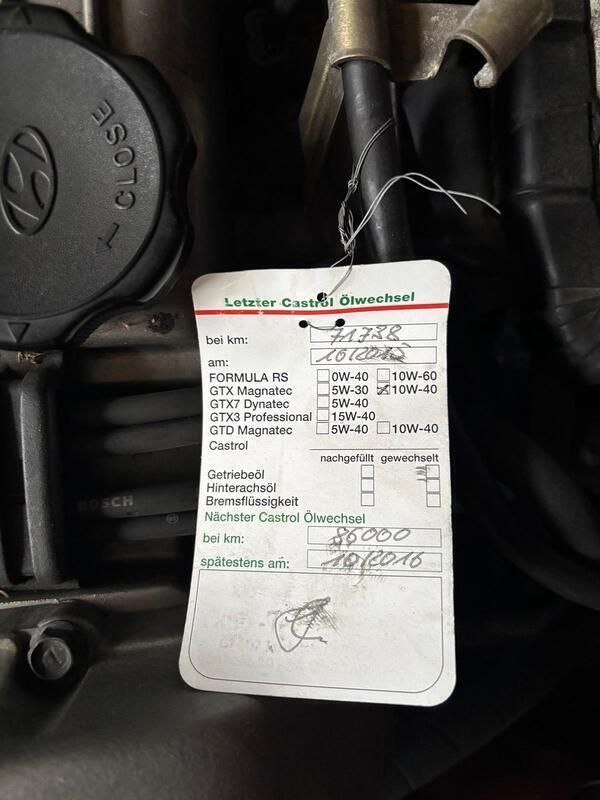 CLOSE
BOSCH
Letzter Castrol Ölwechsel
bei km: 71738
am: 10/2015
FORMULA RS 0W-40 10W-60
GTX Magnatec 5W-30 10W-40
GTX7 Dynatec 5W-40
GTX3 Professional 15W-40
GTD Magnatec 5W-40 10W-40
Castrol
nachgefüllt gewechselt
Getriebeöl
Hinterachsöl
Bremsflüssigkeit
Nächster Castrol Ölwechsel
bei km: 86000
spätestens am: 10/2016